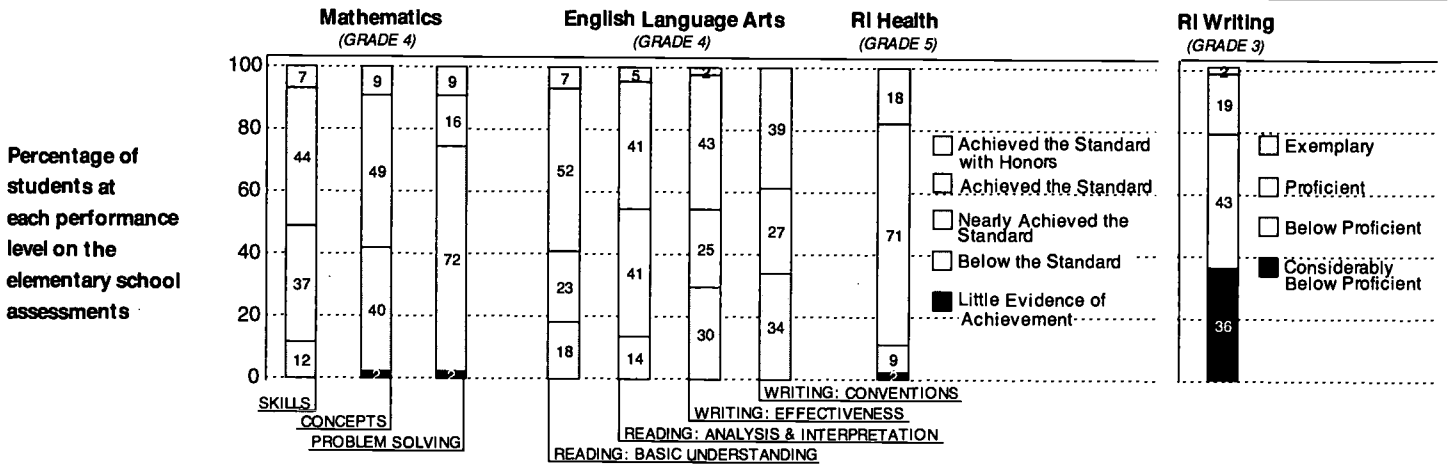 Mathematics
(GRADE 4)
English Language Arts
(GRADE 4)
RI Health
(GRADE 5)
RI Writing
(GRADE 3)
Percentage of
students at
each performance
level on the
elementary school
assessments
100
80
60
40
20
0
7
44
37
12
9
49
40
2
9
16
72
2
7
52
23
18
5
41
41
14
2
43
25
30
39
27
34
18
71
9
2
Achieved the Standard
with Honors
Achieved the Standard
Nearly Achieved the
Standard
Below the Standard
Little Evidence of
Achievement
2
19
43
36
Exemplary
Proficient
Below Proficient
Considerably
Below Proficient
SKILLS
CONCEPTS
PROBLEM SOLVING
WRITING: CONVENTIONS
WRITING: EFFECTIVENESS
READING: ANALYSIS & INTERPRETATION
READING: BASIC UNDERSTANDING